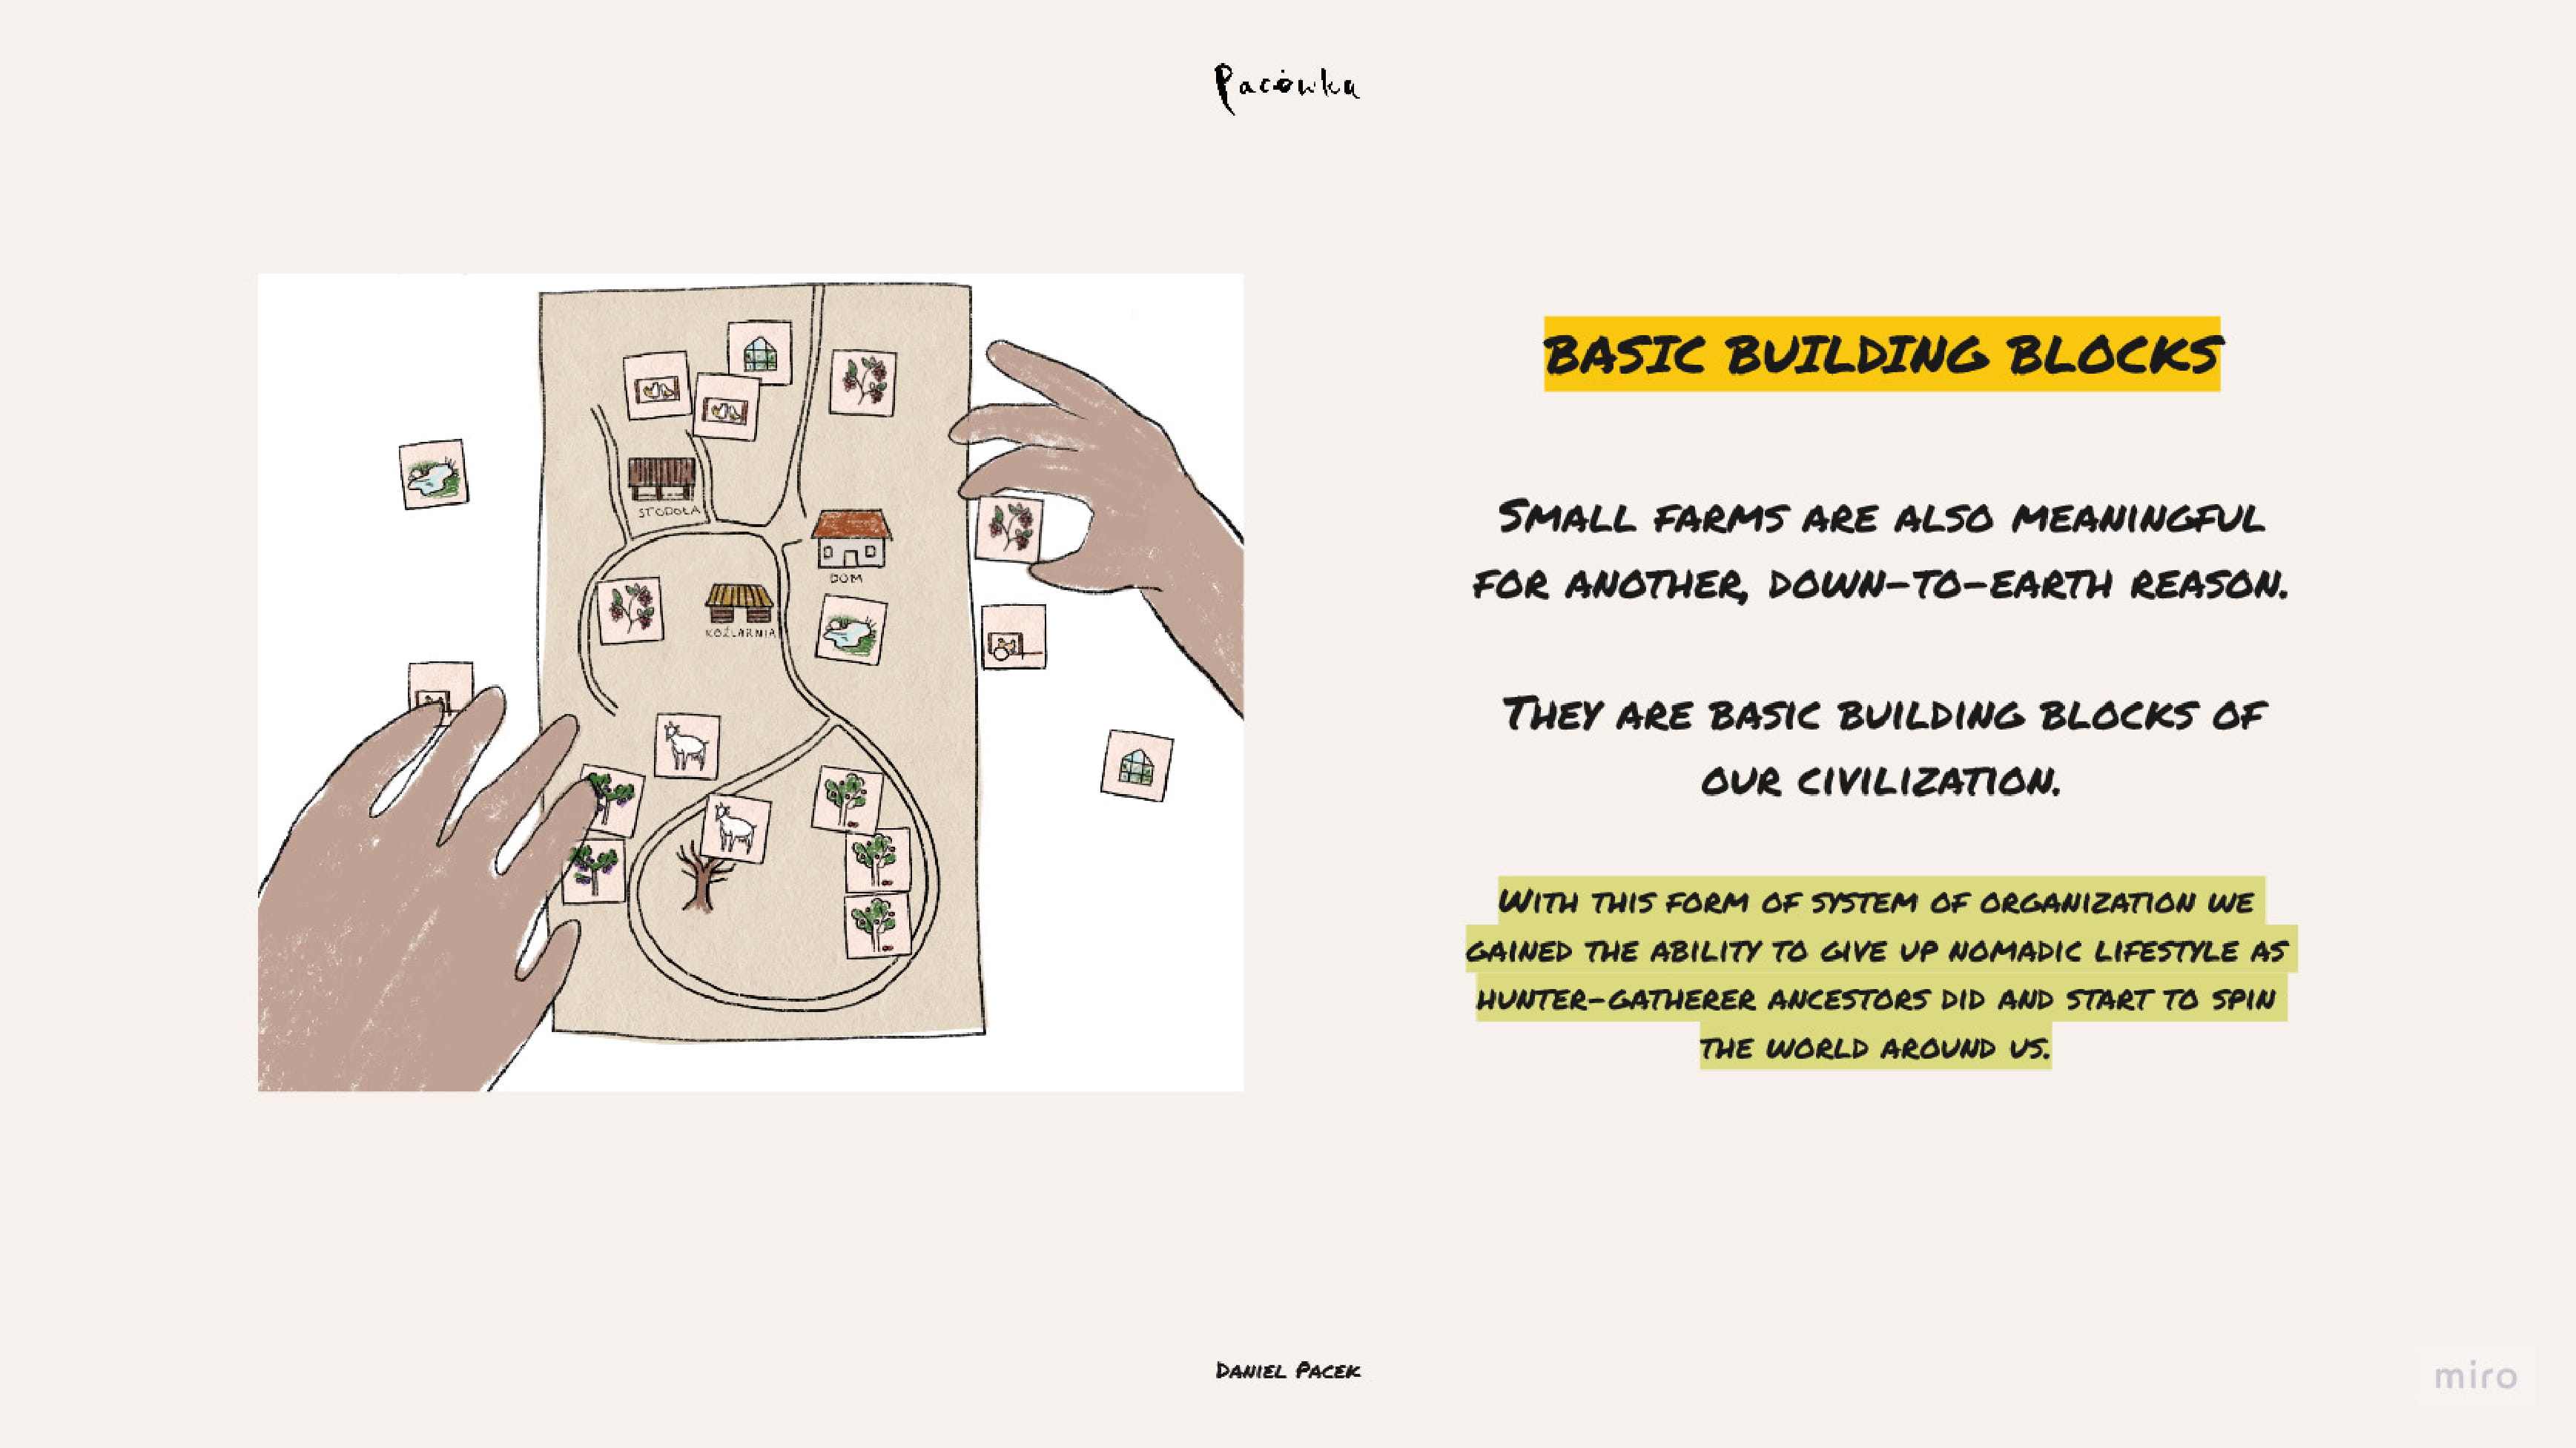 Pacówka
BASIC BUILDING BLOCKS
SMALL FARMS ARE ALSO MEANINGFUL
FOR ANOTHER, DOWN-TO-EARTH REASON.
THEY ARE BASIC BUILDING BLOCKS OF
OUR CIVILIZATION.
WITH THIS FORM OF SYSTEM OF ORGANIZATION WE
GAINED THE ABILITY TO GIVE UP NOMADIC LIFESTYLE AS
HUNTER-GATHERER ANCESTORS DID AND START TO SPIN
THE WORLD AROUND US.
STODOŁA
DOM
KOŹLARNIA
DANIEL PACEK
miro